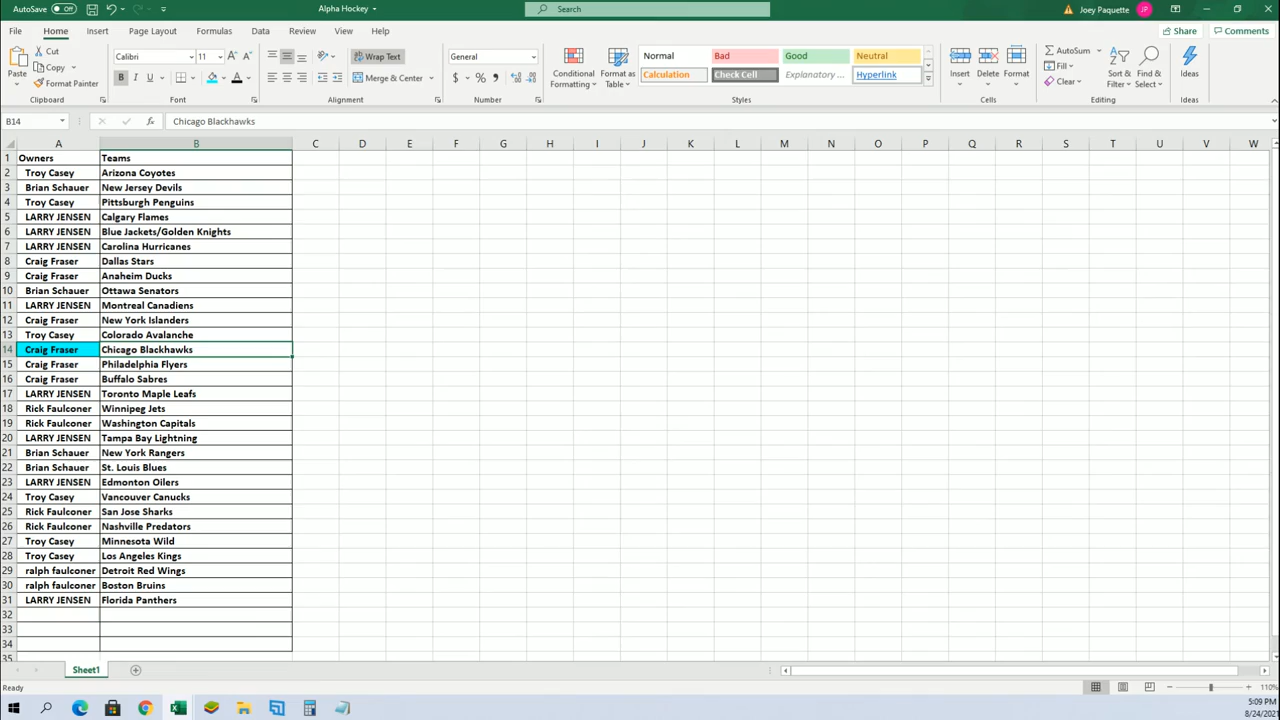 AutoSave Off Alpha Hockey Search Joey Paquette JP
File Home Insert Page Layout Formulas Data Review View Help Share Comments
Paste Cut Copy Format Painter Clipboard
Calibri 11 A A B I U A Font
Wrap Text Merge & Center Alignment
General $ % Number
Conditional Formatting Format as Table
Normal Bad Good Neutral
Calculation Check Cell Explanatory ... Hyperlink
Styles
Insert Delete Format Cells
AutoSum Fill Clear Sort & Filter Find & Select Editing
Ideas Ideas
B14 fx Chicago Blackhawks
A B C D E F G H I J K L M N O P Q R S T U V W
1 Owners Teams
2 Troy Casey Arizona Coyotes
3 Brian Schauer New Jersey Devils
4 Troy Casey Pittsburgh Penguins
5 LARRY JENSEN Calgary Flames
6 LARRY JENSEN Blue Jackets/Golden Knights
7 LARRY JENSEN Carolina Hurricanes
8 Craig Fraser Dallas Stars
9 Craig Fraser Anaheim Ducks
10 Brian Schauer Ottawa Senators
11 LARRY JENSEN Montreal Canadiens
12 Craig Fraser New York Islanders
13 Troy Casey Colorado Avalanche
14 Craig Fraser Chicago Blackhawks
15 Craig Fraser Philadelphia Flyers
16 Craig Fraser Buffalo Sabres
17 LARRY JENSEN Toronto Maple Leafs
18 Rick Faulconer Winnipeg Jets
19 Rick Faulconer Washington Capitals
20 LARRY JENSEN Tampa Bay Lightning
21 Brian Schauer New York Rangers
22 Brian Schauer St. Louis Blues
23 LARRY JENSEN Edmonton Oilers
24 Troy Casey Vancouver Canucks
25 Rick Faulconer San Jose Sharks
26 Rick Faulconer Nashville Predators
27 Troy Casey Minnesota Wild
28 Troy Casey Los Angeles Kings
29 ralph faulconer Detroit Red Wings
30 ralph faulconer Boston Bruins
31 LARRY JENSEN Florida Panthers
32
33
34
35
Sheet1
Ready 110%
5:09 PM
8/24/2021